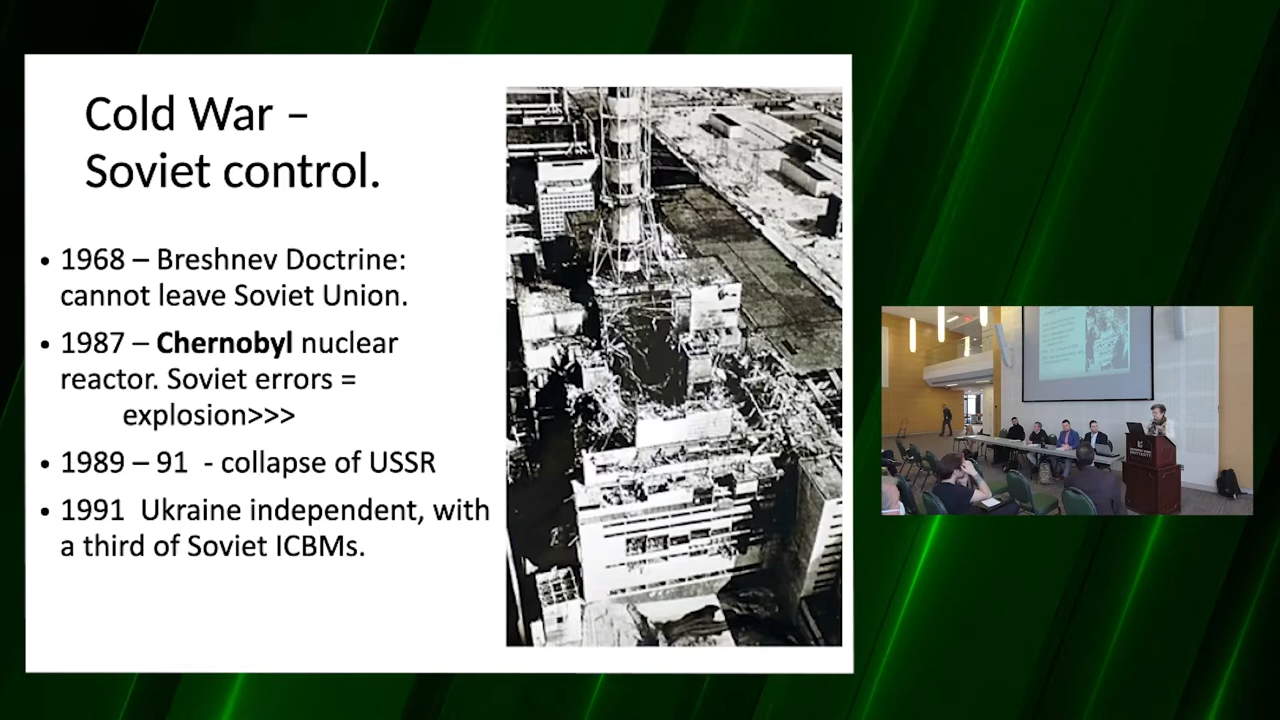 Cold War –
Soviet control.
• 1968 – Breshnev Doctrine:
cannot leave Soviet Union.
• 1987 – Chernobyl nuclear
reactor. Soviet errors =
explosion>>>
• 1989 – 91 - collapse of USSR
• 1991 Ukraine independent, with
a third of Soviet ICBMs.
UNIVERSITY